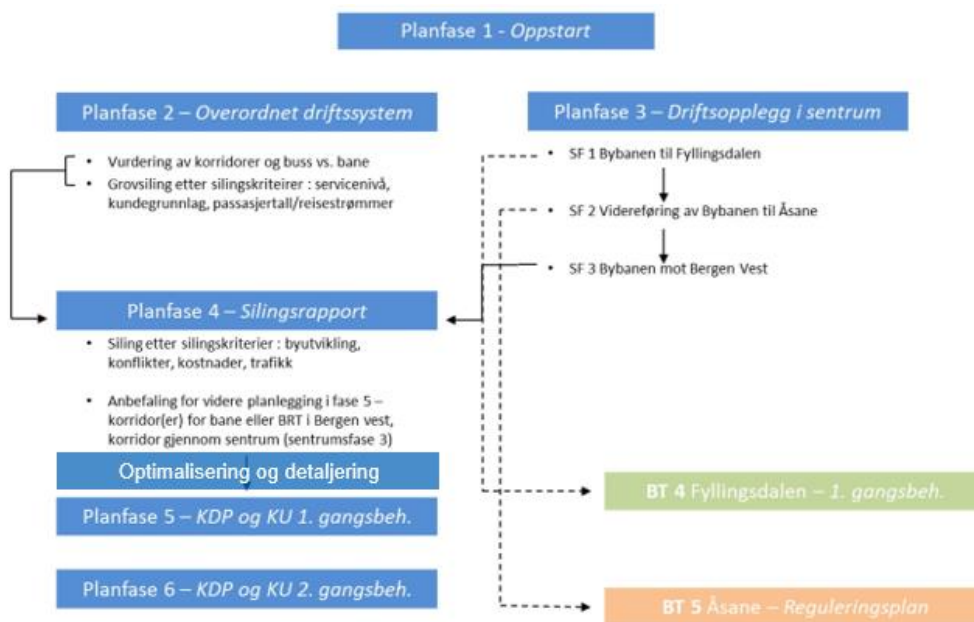 Planfase 1 - Oppstart
Planfase 2 – Overordnet driftssystem
• Vurdering av korridorer og buss vs. bane
• Grovsiling etter silingskriteirer : servicenivå,
kundegrunnlag, passasjertall/reisestrømmer
Planfase 3 – Driftsopplegg i sentrum
• SF 1 Bybanen til Fyllingsdalen
• SF 2 Videreføring av Bybanen til Åsane
• SF 3 Bybanen mot Bergen Vest
Planfase 4 – Silingsrapport
• Siling etter silingskriterier : byutvikling,
konflikter, kostnader, trafikk
• Anbefaling for videre planlegging i fase 5 –
korridor(er) for bane eller BRT i Bergen vest,
korridor gjennom sentrum (sentrumsfase 3)
Optimalisering og detaljering
Planfase 5 – KDP og KU 1. gangsbeh.
Planfase 6 – KDP og KU 2. gangsbeh.
BT 4 Fyllingsdalen – 1. gangsbeh.
BT 5 Åsane – Reguleringsplan